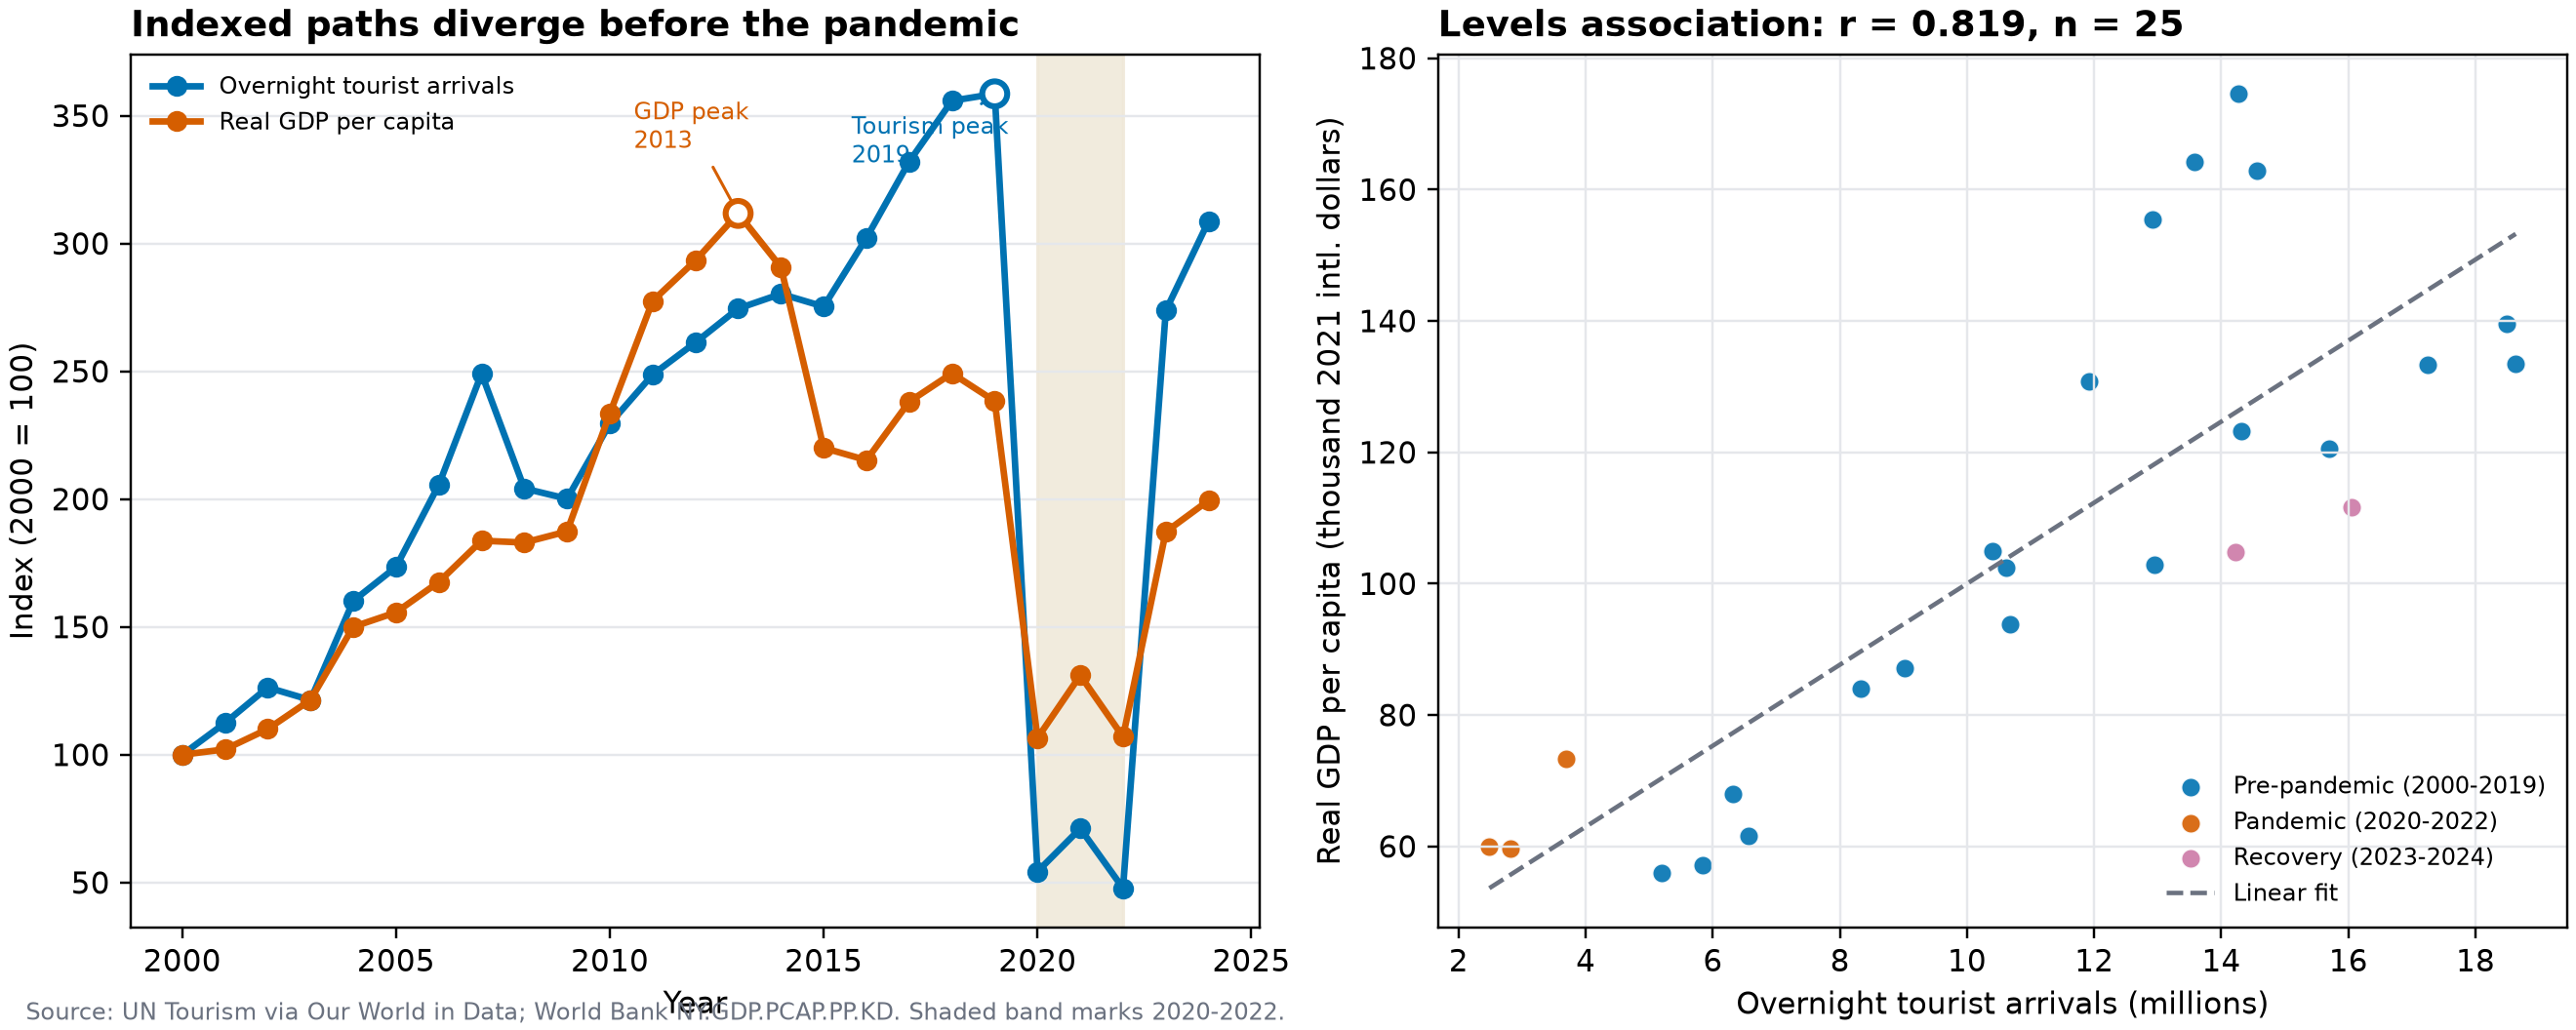 Indexed paths diverge before the pandemic
Overnight tourist arrivals
Real GDP per capita
GDP peak
2013
Tourism peak
2019
350
300
250
200
150
100
50
Index (2000 = 100)
2000
2005
2010
2015
2020
2025
Year
Source: UN Tourism via Our World in Data; World Bank NY.GDP.PCAP.PP.KD. Shaded band marks 2020-2022.
Levels association: r = 0.819, n = 25
180
160
140
120
100
80
60
Real GDP per capita (thousand 2021 intl. dollars)
Pre-pandemic (2000-2019)
Pandemic (2020-2022)
Recovery (2023-2024)
Linear fit
2
4
6
8
10
12
14
16
18
Overnight tourist arrivals (millions)